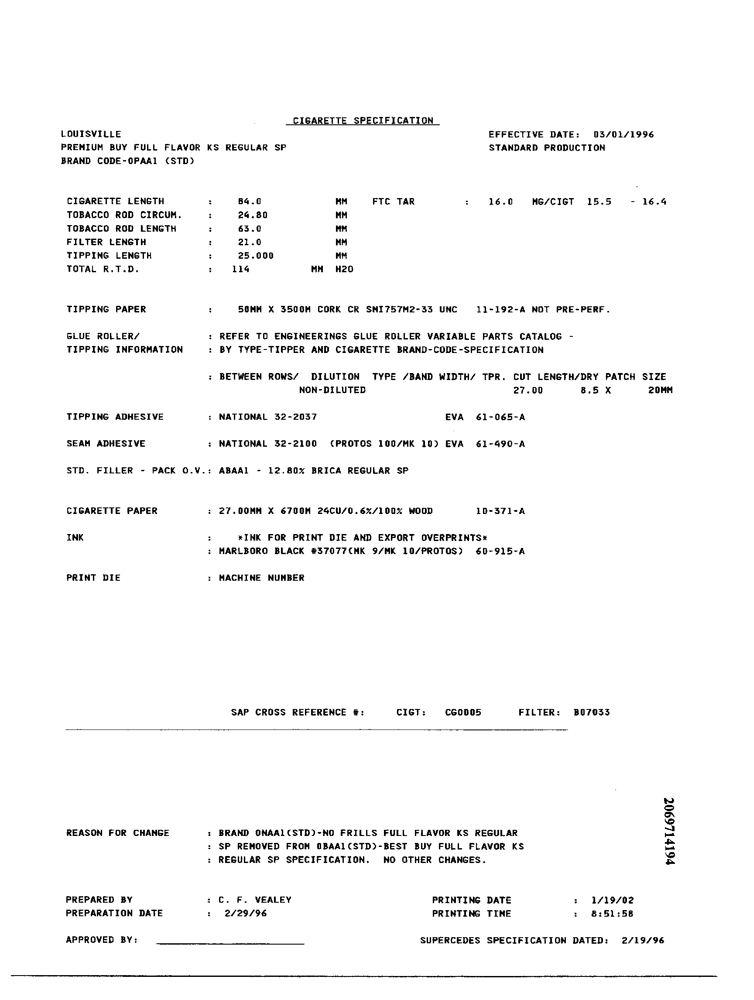 CIGARETTE SPECIFICATION
LOUISVILLE EFFECTIVE DATE: 03/01/1996
PREMIUM BUY FULL FLAVOR KS REGULAR SP STANDARD PRODUCTION
BRAND CODE-0PAA1 (STD)
CIGARETTE LENGTH : 84.0 MM FTC TAR : 16.0 MG/CIGT 15.5 - 16.4
TOBACCO ROD CIRCUM. : 24.80 MM
TOBACCO ROD LENGTH : 63.0 MM
FILTER LENGTH : 21.0 MM
TIPPING LENGTH : 25.000 MM
TOTAL R.T.D. : 114 MM H2O
TIPPING PAPER : 50MM X 3500M CORK CR SMI757M2-33 UNC 11-192-A NOT PRE-PERF.
GLUE ROLLER/ : REFER TO ENGINEERINGS GLUE ROLLER VARIABLE PARTS CATALOG -
TIPPING INFORMATION : BY TYPE-TIPPER AND CIGARETTE BRAND-CODE-SPECIFICATION
: BETWEEN ROWS/ DILUTION TYPE /BAND WIDTH/ TPR. CUT LENGTH/DRY PATCH SIZE
NON-DILUTED 27.00 8.5 X 20MM
TIPPING ADHESIVE : NATIONAL 32-2037 EVA 61-065-A
SEAM ADHESIVE : NATIONAL 32-2100 (PROTOS 100/MK 10) EVA 61-490-A
STD. FILLER - PACK O.V.: ABAA1 - 12.80% BRICA REGULAR SP
CIGARETTE PAPER : 27.00MM X 6700M 24CU/0.6%/100% WOOD 10-371-A
INK : *INK FOR PRINT DIE AND EXPORT OVERPRINTS*
: MARLBORO BLACK #37077(MK 9/MK 10/PROTOS) 60-915-A
PRINT DIE : MACHINE NUMBER
SAP CROSS REFERENCE #: CIGT: CG0005 FILTER: B07033
2069714194
REASON FOR CHANGE : BRAND 0NAA1(STD)-NO FRILLS FULL FLAVOR KS REGULAR
: SP REMOVED FROM 0BAA1(STD)-BEST BUY FULL FLAVOR KS
: REGULAR SP SPECIFICATION. NO OTHER CHANGES.
PREPARED BY : C. F. VEALEY PRINTING DATE : 1/19/02
PREPARATION DATE : 2/29/96 PRINTING TIME : 8:51:58
APPROVED BY: SUPERCEDES SPECIFICATION DATED: 2/19/96